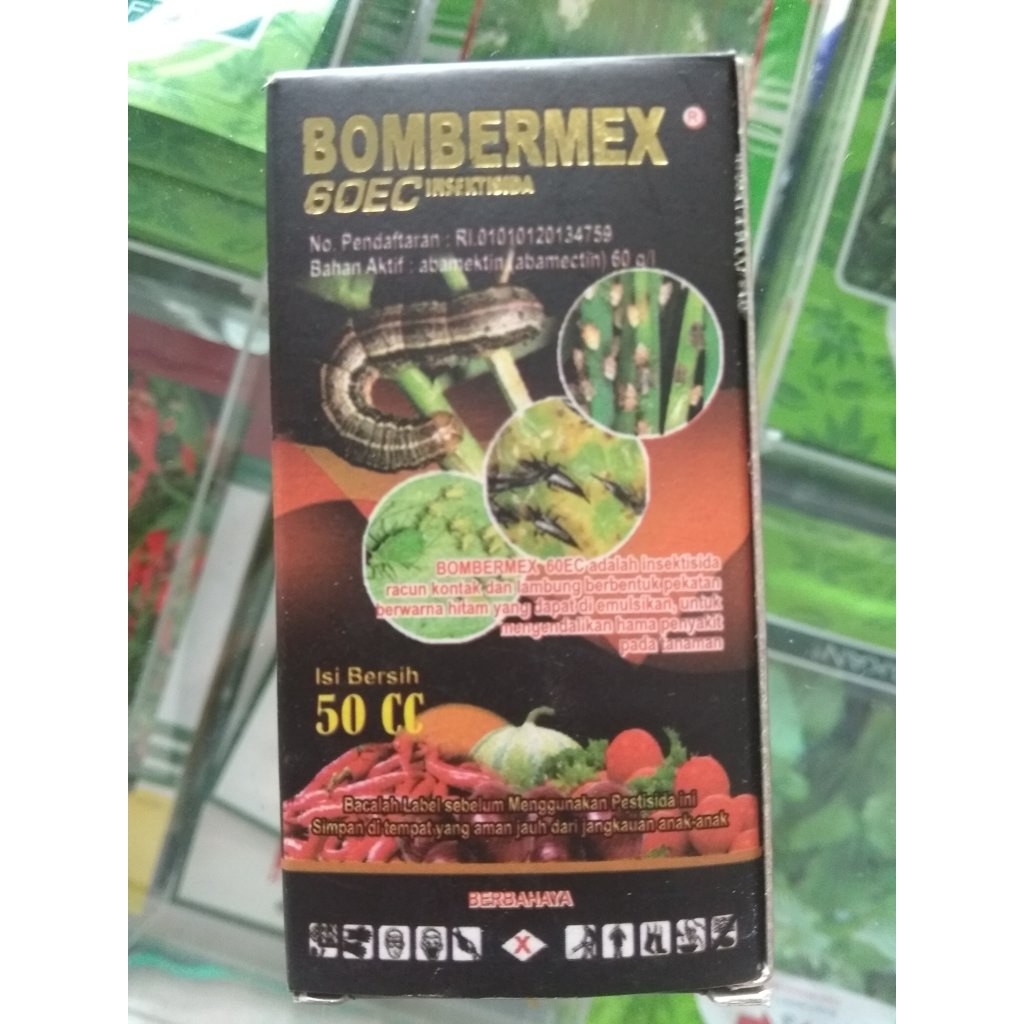 BOMBERMEX ®
60EC INSEKTISIDA
No. Pendaftaran : RI.01010120134759
Bahan Aktif : abamektin (abamectin) 60 g/l
BOMBERMEX 60EC adalah insektisida
racun kontak dan lambung berbentuk pekatan
berwarna hitam yang dapat di emulsikan, untuk
mengendalikan hama penyakit
pada tanaman
Isi Bersih
50 CC
Bacalah Label sebelum Menggunakan Pestisida ini
Simpan di tempat yang aman jauh dari jangkauan anak-anak
BERBAHAYA
X